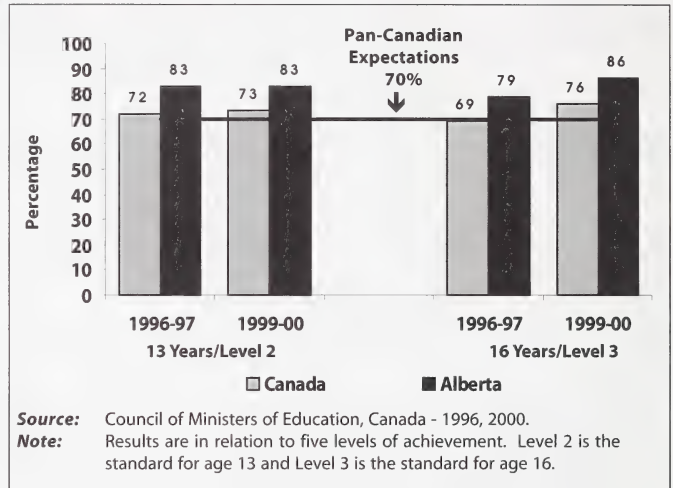 Pan-Canadian
Expectations
70%
Percentage
100
90
80
70
60
50
40
30
20
10
0
72
83
73
83
69
79
76
86
1996-97
1999-00
1996-97
1999-00
13 Years/Level 2
16 Years/Level 3
Canada
Alberta
Source: Council of Ministers of Education, Canada - 1996, 2000.
Note: Results are in relation to five levels of achievement. Level 2 is the
standard for age 13 and Level 3 is the standard for age 16.